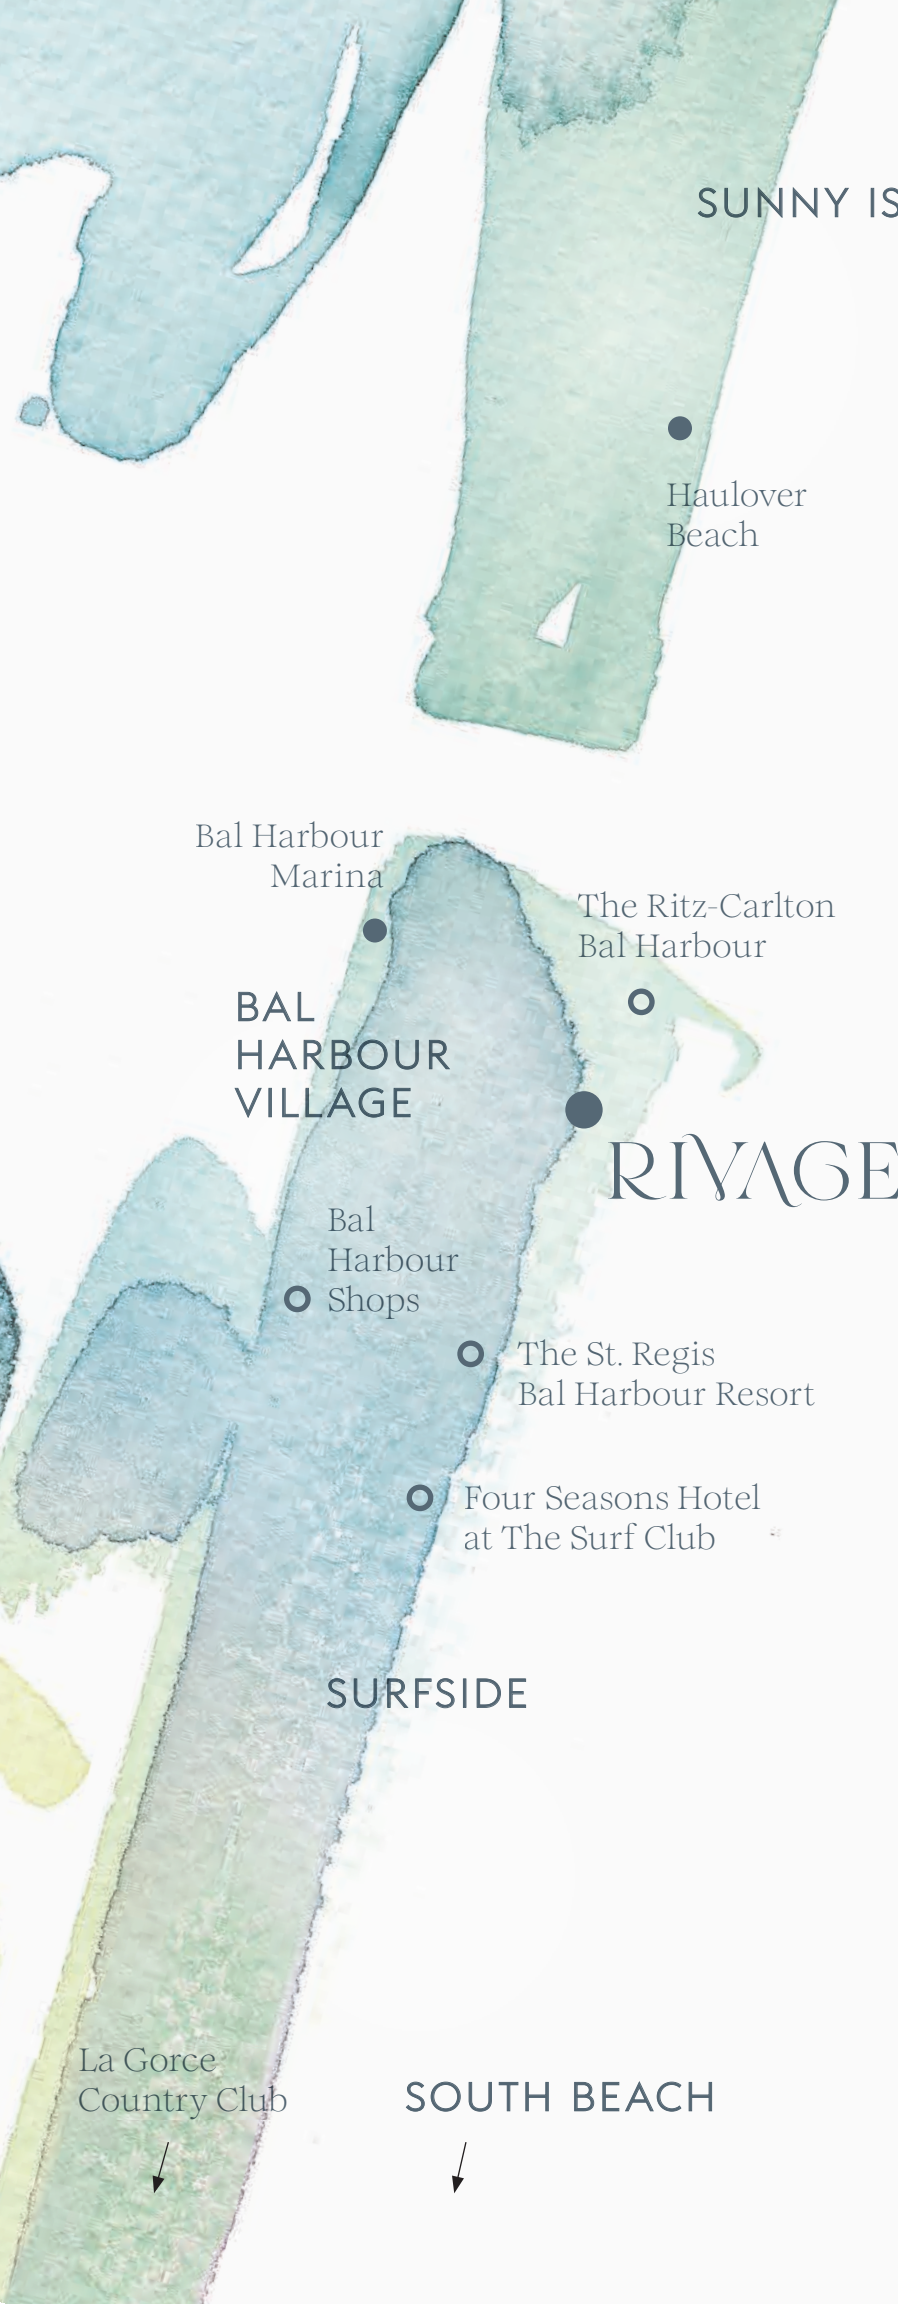 SUNNY IS
Haulover
Beach
Bal Harbour
Marina
The Ritz-Carlton
Bal Harbour
BAL
HARBOUR
VILLAGE
RIVAGE
Bal
Harbour
Shops
The St. Regis
Bal Harbour Resort
Four Seasons Hotel
at The Surf Club
SURFSIDE
La Gorce
Country Club
SOUTH BEACH